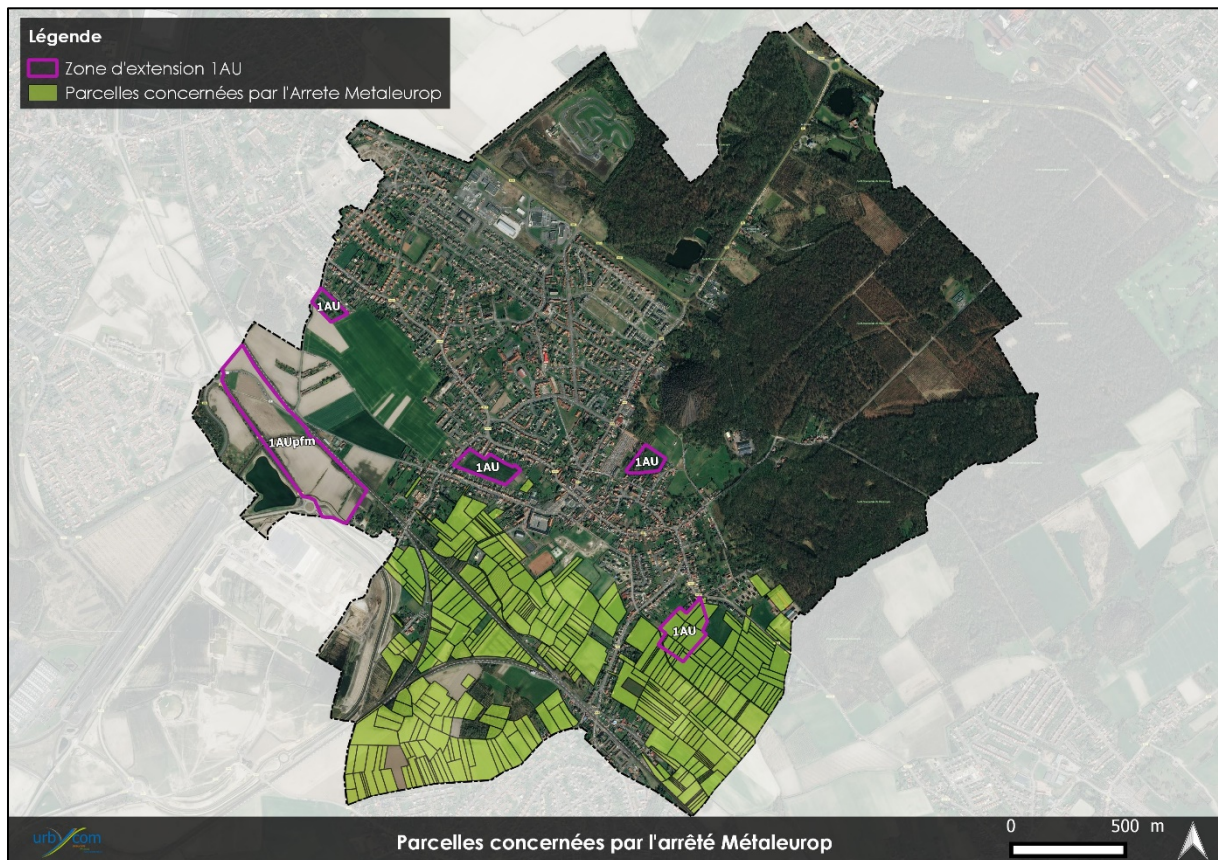 Légende
Zone d'extension 1AU
Parcelles concernées par l'Arrete Metaleurop
1AU
1AUpfm
1AU
1AU
1AU
urbycom
Parcelles concernées par l'arrêté Métaleurop
0 500 m